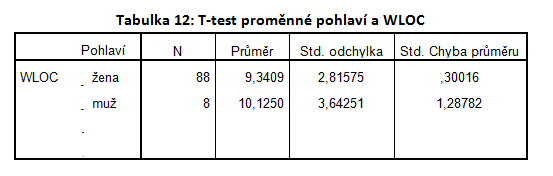 Tabulka 12: T-test proměnné pohlaví a WLOC
Pohlaví N Průměr Std. odchylka Std. Chyba průměru
WLOC žena 88 9,3409 2,81575 ,30016
muž 8 10,1250 3,64251 1,28782